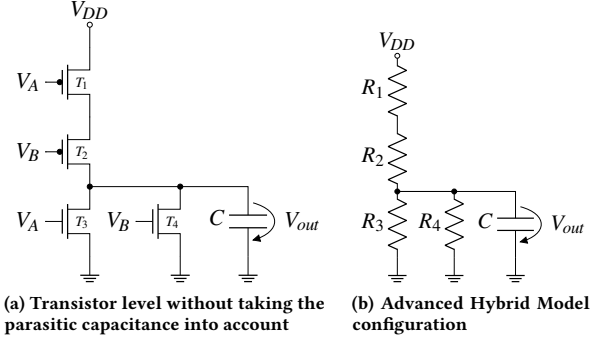 V_DD
V_A T_1
V_B T_2
V_A T_3 V_B T_4 C V_out
(a) Transistor level without taking the
parasitic capacitance into account
V_DD
R_1
R_2
R_3 R_4 C V_out
(b) Advanced Hybrid Model
configuration